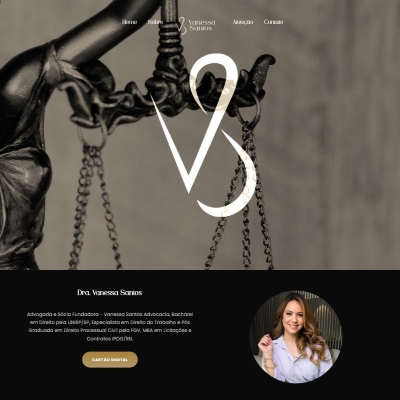 Home Sobre Vanessa Santos Atuação Contato
Dra. Vanessa Santos
Advogada e Sócia Fundadora - Vanessa Santos Advocacia, Bacharel
em Direito pela UNIRP/SP, Especialista em Direito do Trabalho e Pós
Graduada em Direito Processual Civil pela FGV, MBA em Licitações e
Contratos IPOG/RN.
CARTÃO DIGITAL